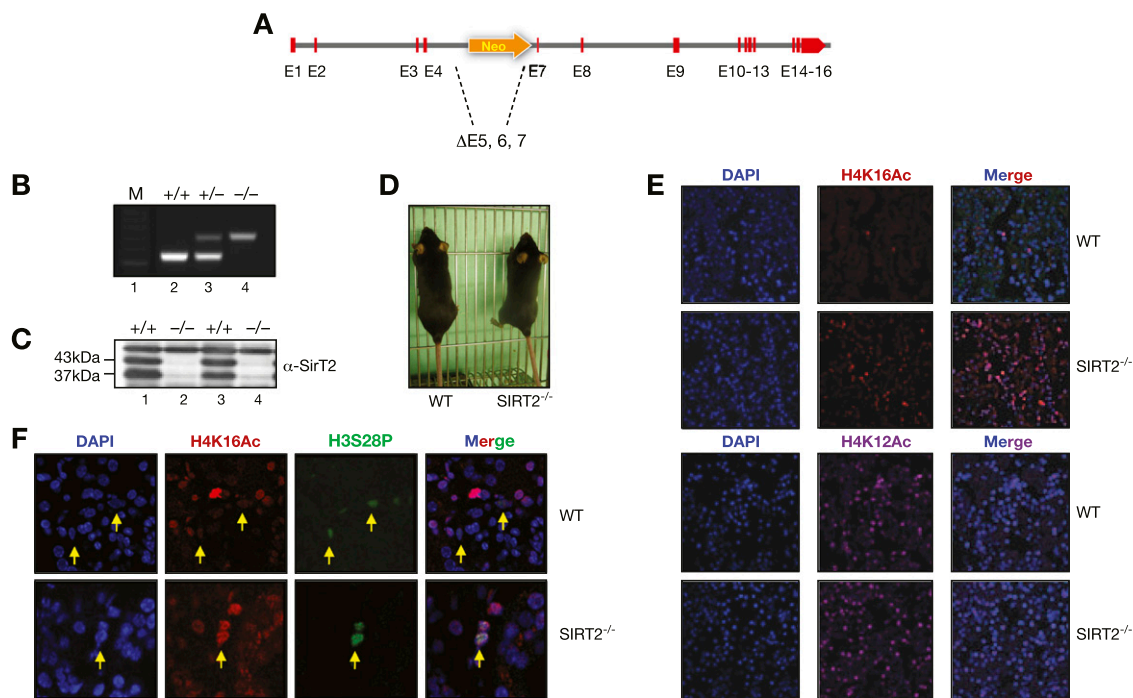 A
Neo
E1 E2 E3 E4 E7 E8 E9 E10-13 E14-16
ΔE5, 6, 7
B
M +/+ +/– –/–
1 2 3 4
C
+/+ –/– +/+ –/–
43kDa
37kDa
α-SirT2
1 2 3 4
D
WT SIRT2-/-
E
DAPI H4K16Ac Merge
WT
SIRT2-/-
DAPI H4K12Ac Merge
WT
SIRT2-/-
F
DAPI H4K16Ac H3S28P Merge
WT
SIRT2-/-